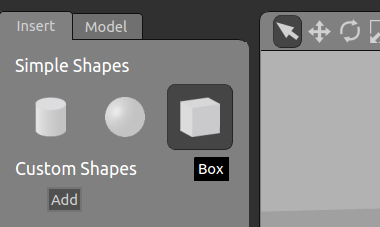 Insert Model
Simple Shapes
Custom Shapes Box
Add